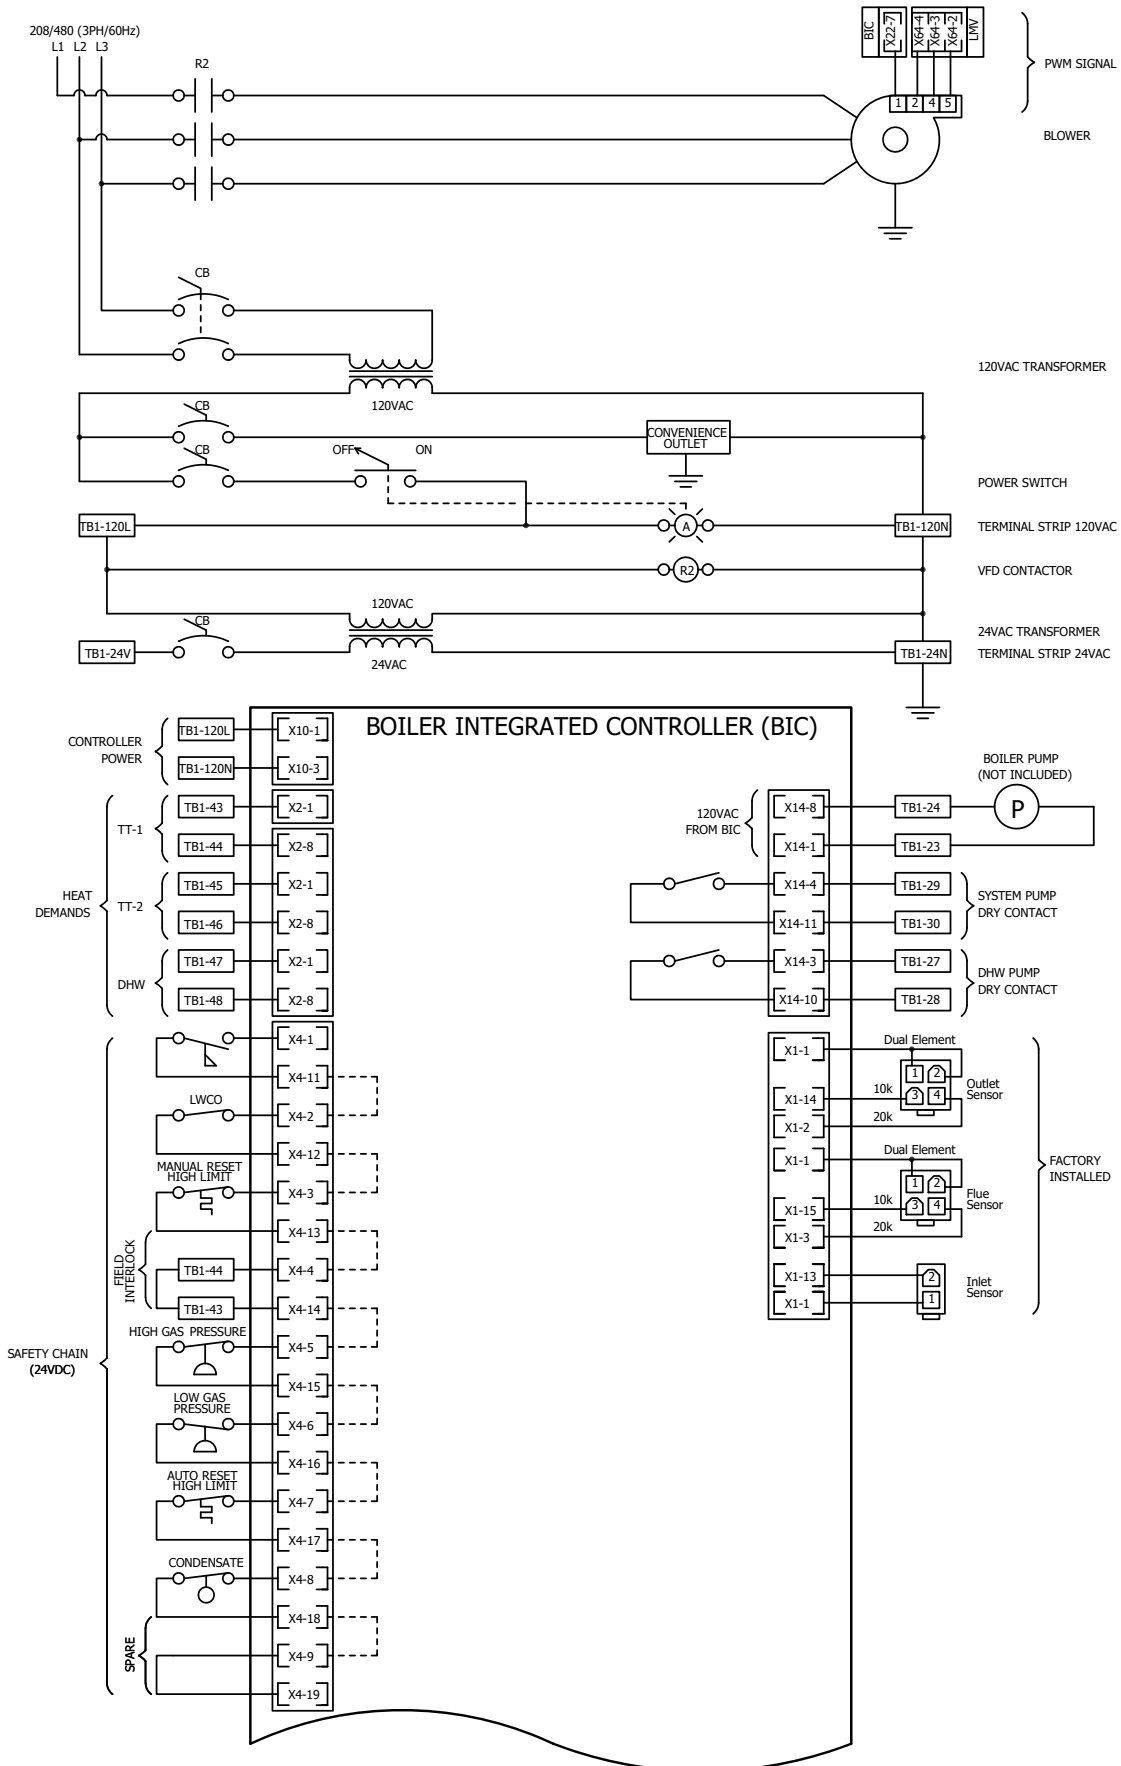 208/480 (3PH/60Hz)
L1 L2 L3
R2
BIC
X22-7
X64-4
X64-3
X64-2
LMV
PWM SIGNAL
1 2 4 5
BLOWER
CB
120VAC TRANSFORMER
120VAC
CB
CONVENIENCE
OUTLET
CB
OFF ON
POWER SWITCH
TB1-120L
A
TB1-120N
TERMINAL STRIP 120VAC
R2
VFD CONTACTOR
120VAC
CB
24VAC TRANSFORMER
TB1-24V
24VAC
TB1-24N
TERMINAL STRIP 24VAC
BOILER INTEGRATED CONTROLLER (BIC)
CONTROLLER
POWER
TB1-120L X10-1
TB1-120N X10-3
HEAT
DEMANDS
TT-1
TB1-43 X2-1
TB1-44 X2-8
TT-2
TB1-45 X2-1
TB1-46 X2-8
DHW
TB1-47 X2-1
TB1-48 X2-8
SAFETY CHAIN
(24VDC)
X4-1
X4-11
LWCO
X4-2
X4-12
MANUAL RESET
HIGH LIMIT
X4-3
X4-13
FIELD
INTERLOCK
TB1-44 X4-4
TB1-43 X4-14
HIGH GAS PRESSURE
X4-5
X4-15
LOW GAS
PRESSURE
X4-6
X4-16
AUTO RESET
HIGH LIMIT
X4-7
X4-17
CONDENSATE
X4-8
X4-18
SPARE
X4-9
X4-19
BOILER PUMP
(NOT INCLUDED)
120VAC
FROM BIC
X14-8 TB1-24 P
X14-1 TB1-23
X14-4 TB1-29
X14-11 TB1-30
SYSTEM PUMP
DRY CONTACT
X14-3 TB1-27
X14-10 TB1-28
DHW PUMP
DRY CONTACT
Dual Element
X1-1
1 2
3 4
Outlet
Sensor
X1-14 10k
X1-2 20k
Dual Element
X1-1
1 2
3 4
Flue
Sensor
X1-15 10k
X1-3 20k
X1-13 2
X1-1 1
Inlet
Sensor
FACTORY
INSTALLED